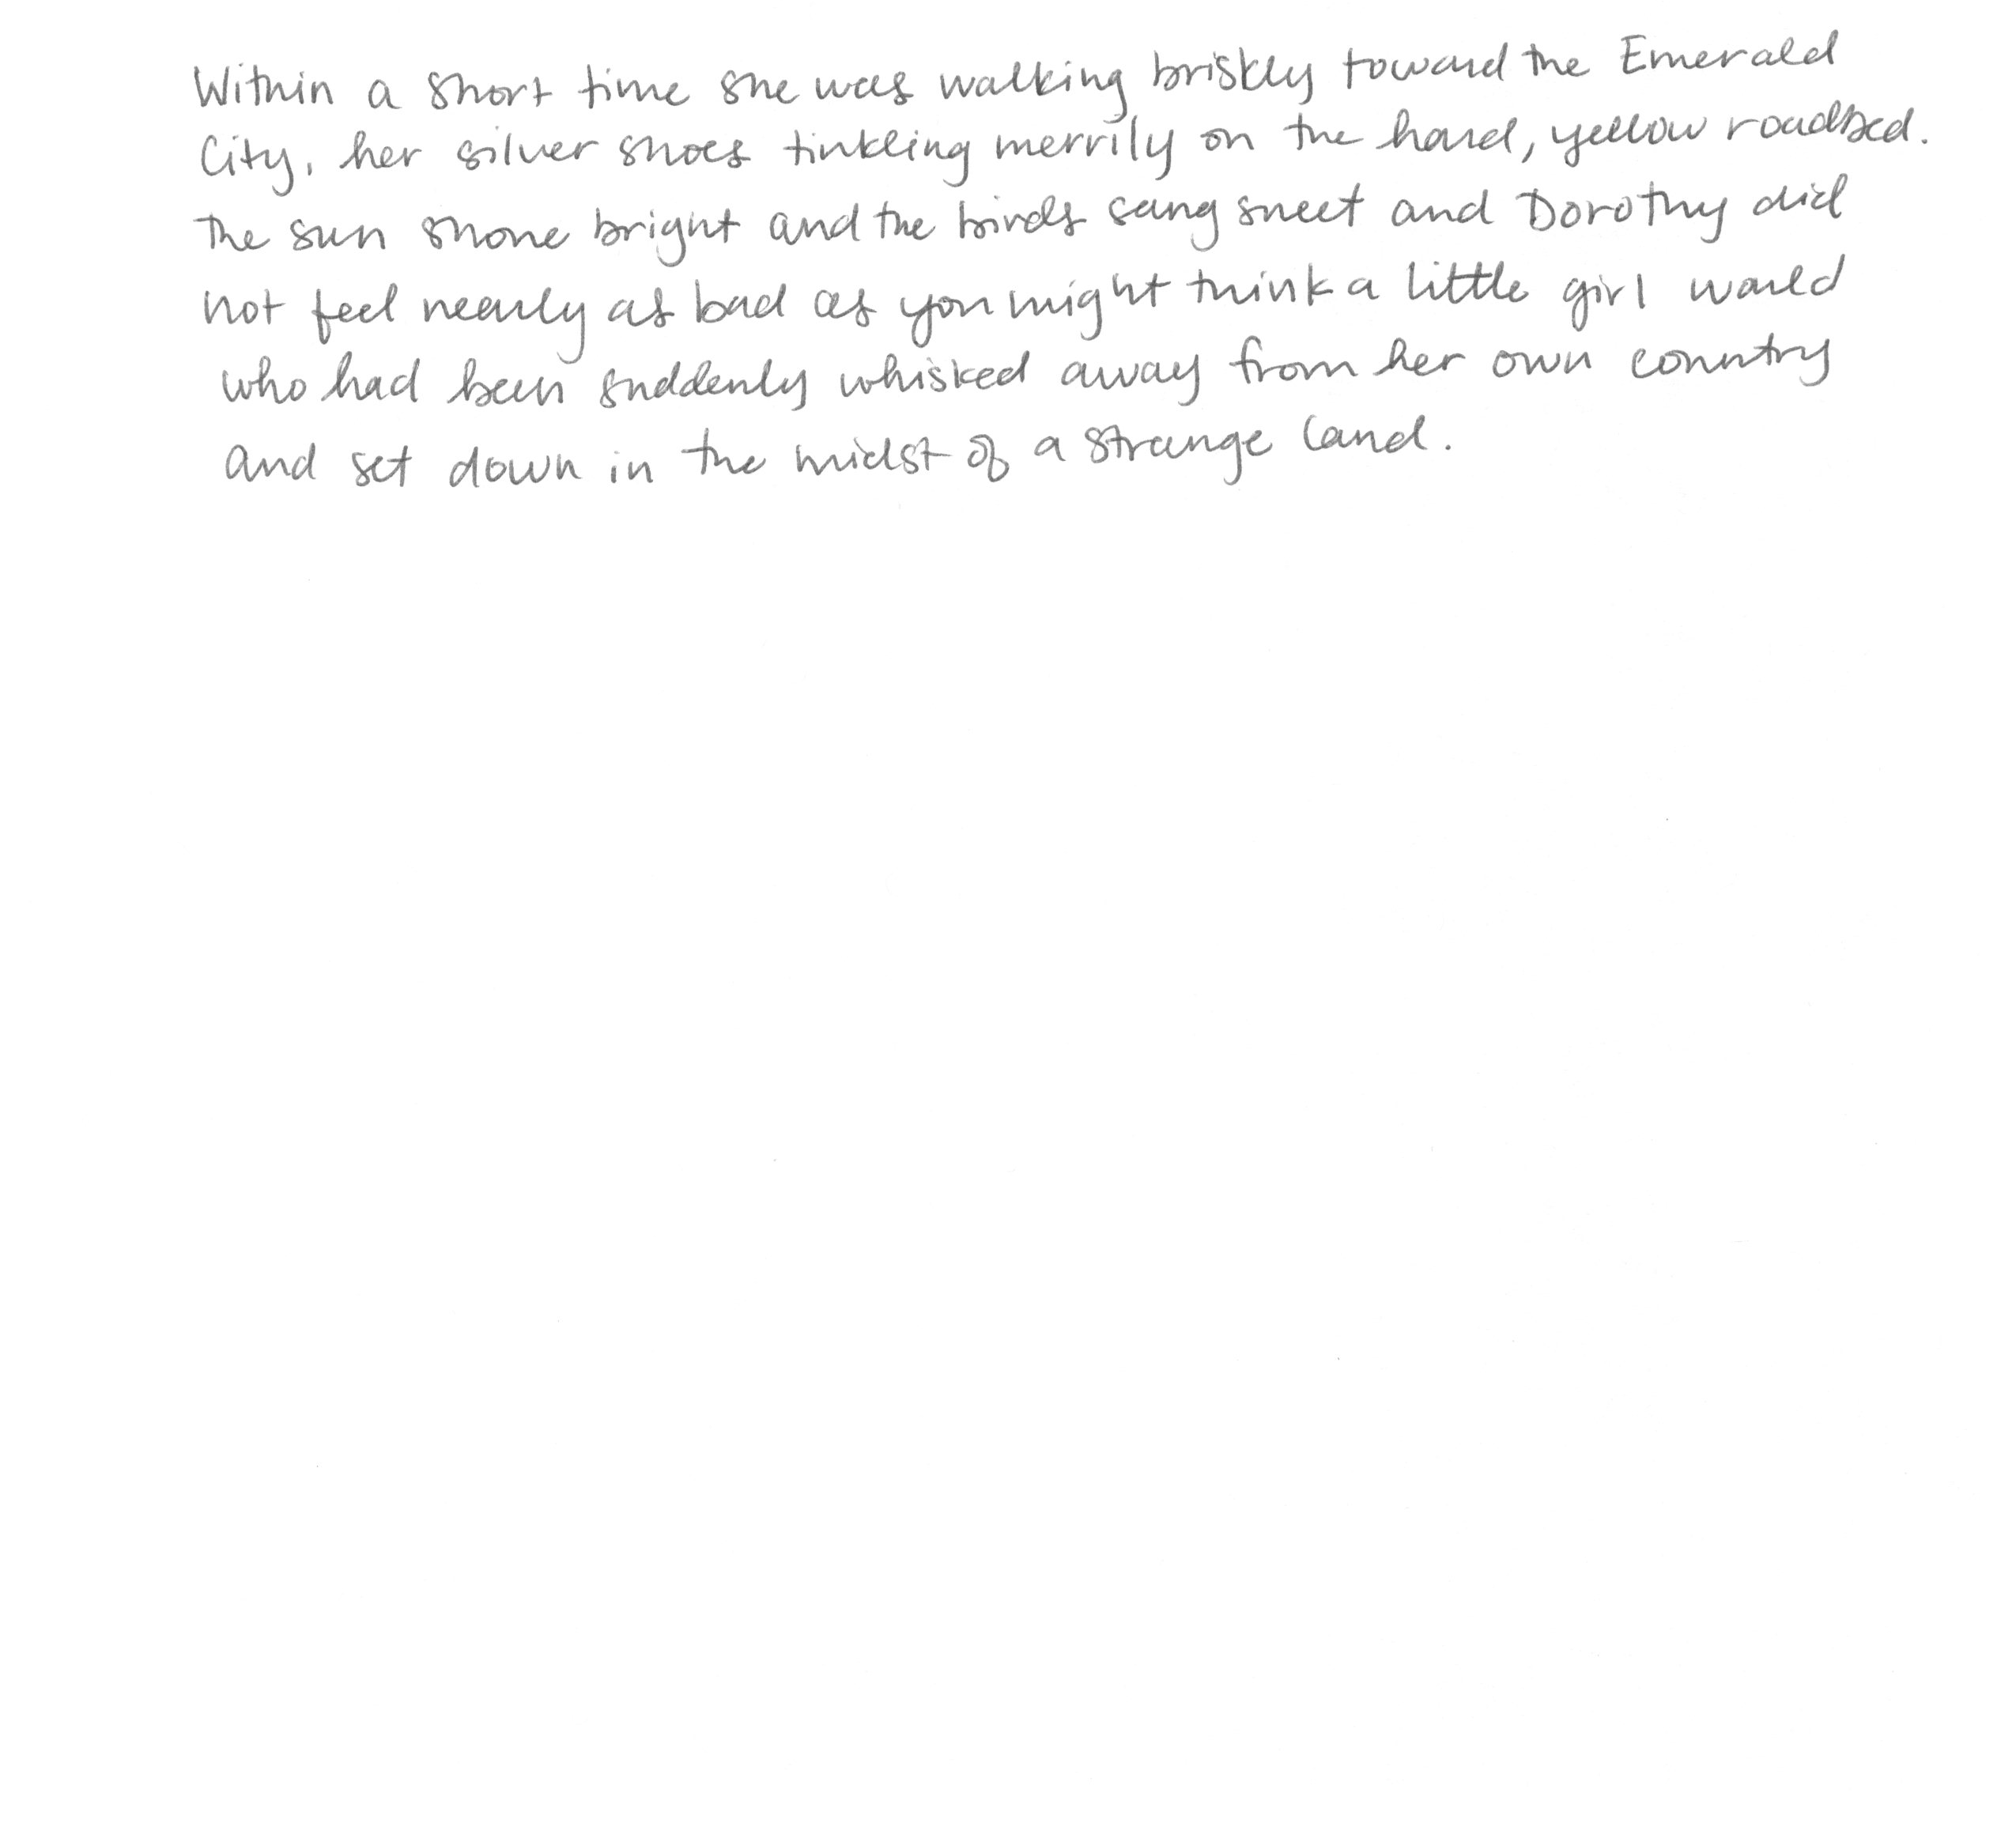 Within a short time she was walking briskly toward the Emerald
City, her silver shoes tinkling merrily on the hard, yellow roadbed.
The sun shone bright and the birds sang sweet and Dorothy did
not feel nearly as bad as you might think a little girl would
who had been suddenly whisked away from her own country
and set down in the midst of a strange land.